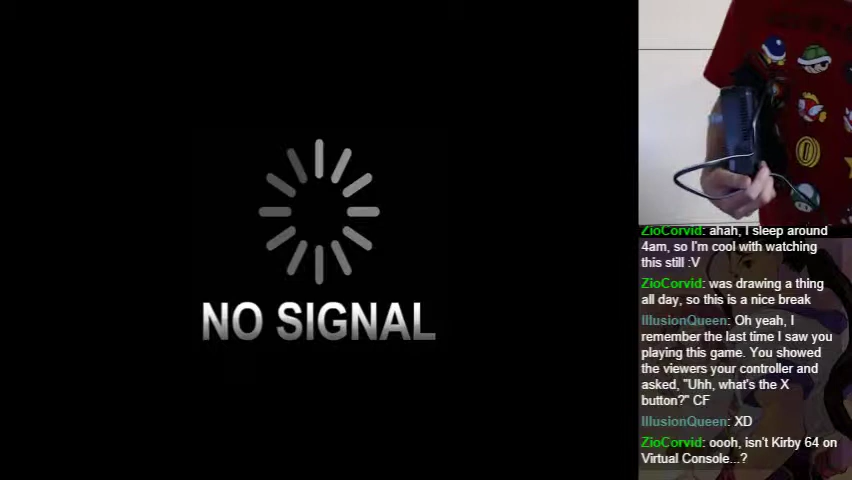 NO SIGNAL
ZioCorvid: ahah, I sleep around
4am, so I'm cool with watching
this still :V
ZioCorvid: was drawing a thing
all day, so this is a nice break
IllusionQueen: Oh yeah, I
remember the last time I saw you
playing this game. You showed
the viewers your controller and
asked, "Uhh, what's the X
button?" CF
IllusionQueen: XD
ZioCorvid: oooh, isn't Kirby 64 on
Virtual Console...?